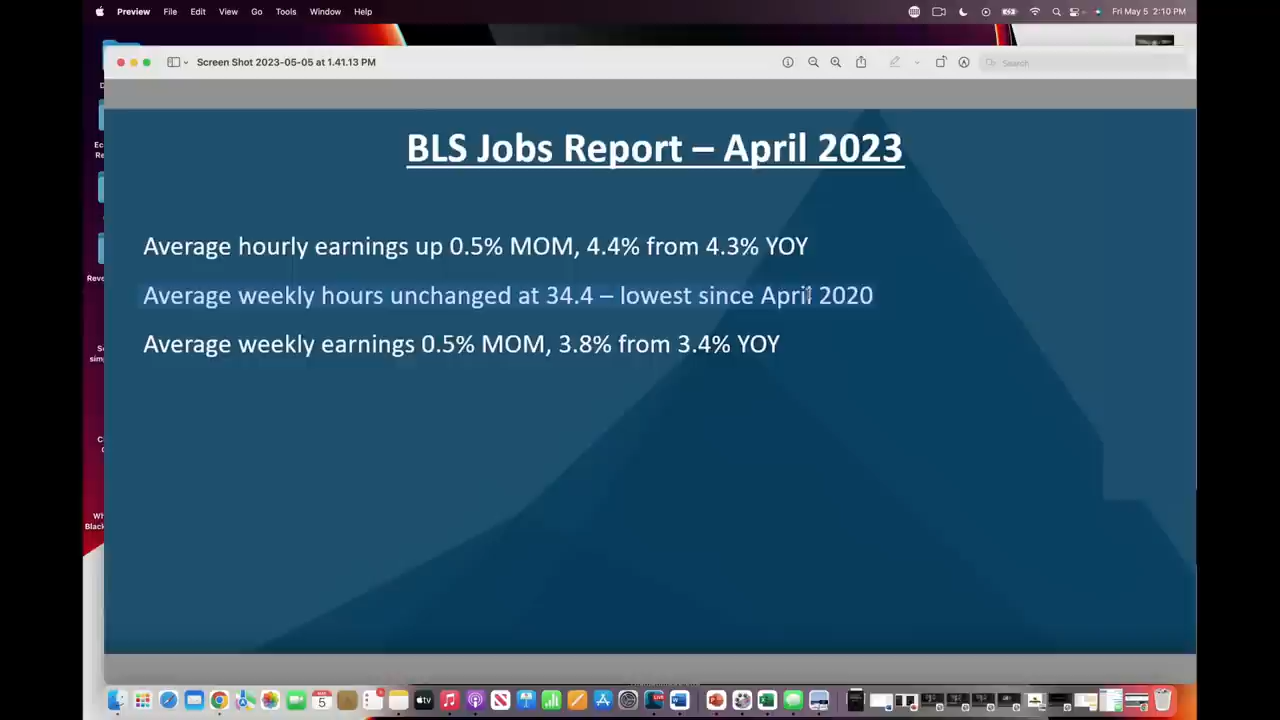 Preview File Edit View Go Tools Window Help Fri May 5 2:10 PM
Screen Shot 2023-05-05 at 1.41.13 PM Search
BLS Jobs Report – April 2023
Average hourly earnings up 0.5% MOM, 4.4% from 4.3% YOY
Average weekly hours unchanged at 34.4 – lowest since April 2020
Average weekly earnings 0.5% MOM, 3.8% from 3.4% YOY